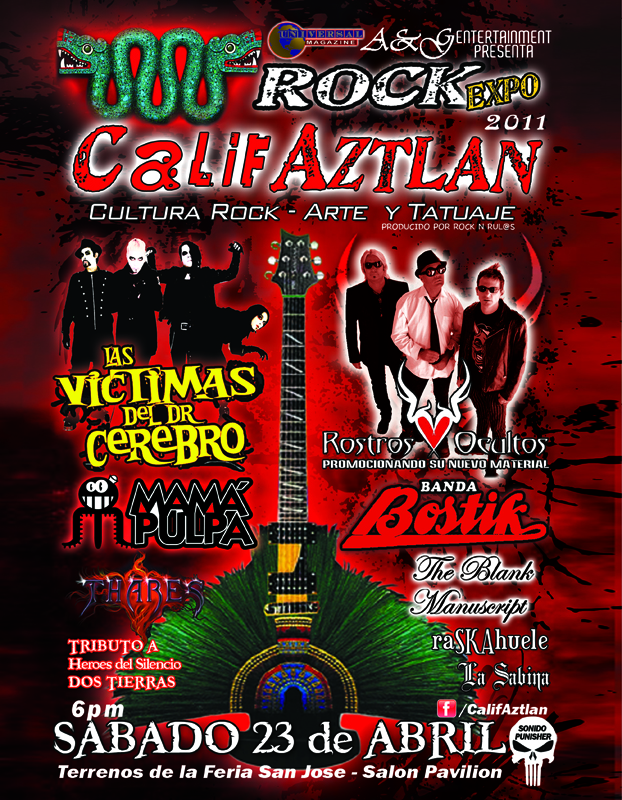 UNIVERSAL
MAGAZINE!
A&G ENTERTAINMENT
PRESENTA
ROCK EXPO
2011
CALIFAZTLAN
CULTURA ROCK - ARTE Y TATUAJE
PRODUCIDO POR ROCK N RUL@S
LAS
VICTIMAS
DEL DR
CEREBRO
Rostros Ocultos
PROMOCIONANDO SU NUEVO MATERIAL
MAMÁ
PULPA
BANDA
Bostik
THARES
The Blank
Manuscript
raSKAhuele
La Sabina
TRIBUTO A
Heroes del Silencio
DOS TIERRAS
6pm
f /CalifAztlan
SÁBADO 23 de ABRIL
SONIDO
PUNISHER
Terrenos de la Feria San Jose - Salon Pavilion